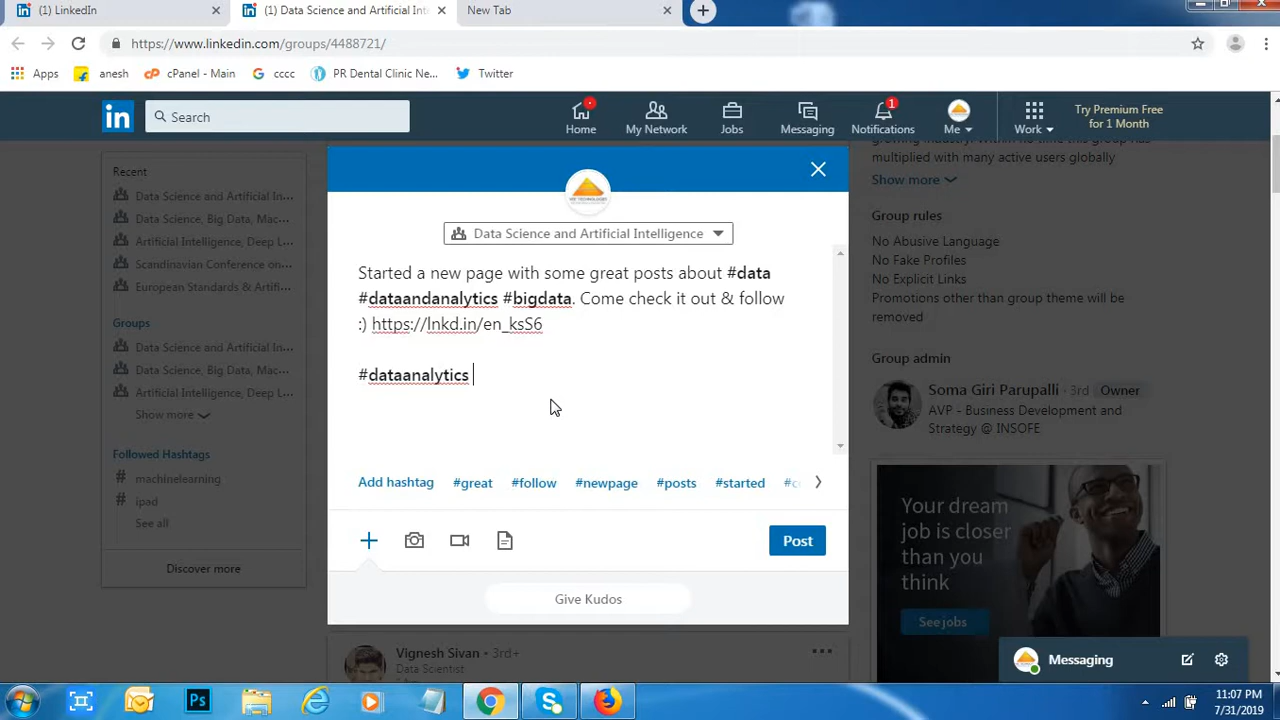 (1) LinkedIn
(1) Data Science and Artificial Inte
New Tab
https://www.linkedin.com/groups/4488721/
Apps
anesh
cPanel - Main
cccc
PR Dental Clinic Ne...
Twitter
in
Search
Home
My Network
Jobs
Messaging
1
Notifications
Me
Work
Try Premium Free
for 1 Month
Recent
Data Science and Artificial In...
Data Science, Big Data, Mac...
Artificial Intelligence, Deep L...
Scandinavian Conference on
European Standards & Artifi...
Groups
Data Science and Artificial In...
Data Science, Big Data, Mac...
Artificial Intelligence, Deep L...
Show more
Followed Hashtags
# machinelearning
# ipad
See all
Discover more
Data Science and Artificial Intelligence
Started a new page with some great posts about #data
#dataandanalytics #bigdata. Come check it out & follow
:) https://lnkd.in/en_ksS6
#dataanalytics
Add hashtag #great #follow #newpage #posts #started
Post
Give Kudos
Vignesh Sivan • 3rd+
Data Scientist
growing industry. Within no time this group has
multiplied with many active users globally
Show more
Group rules
No Abusive Language
No Fake Profiles
No Explicit Links
Promotions other than group theme will be
banned.
Group admin
Soma Giri Parupalli • 3rd Owner
AVP - Business Development and
Strategy @ INSOFE
Your dream
job is closer
than you
think
See jobs
Messaging
Ps
11:07 PM
7/31/2019